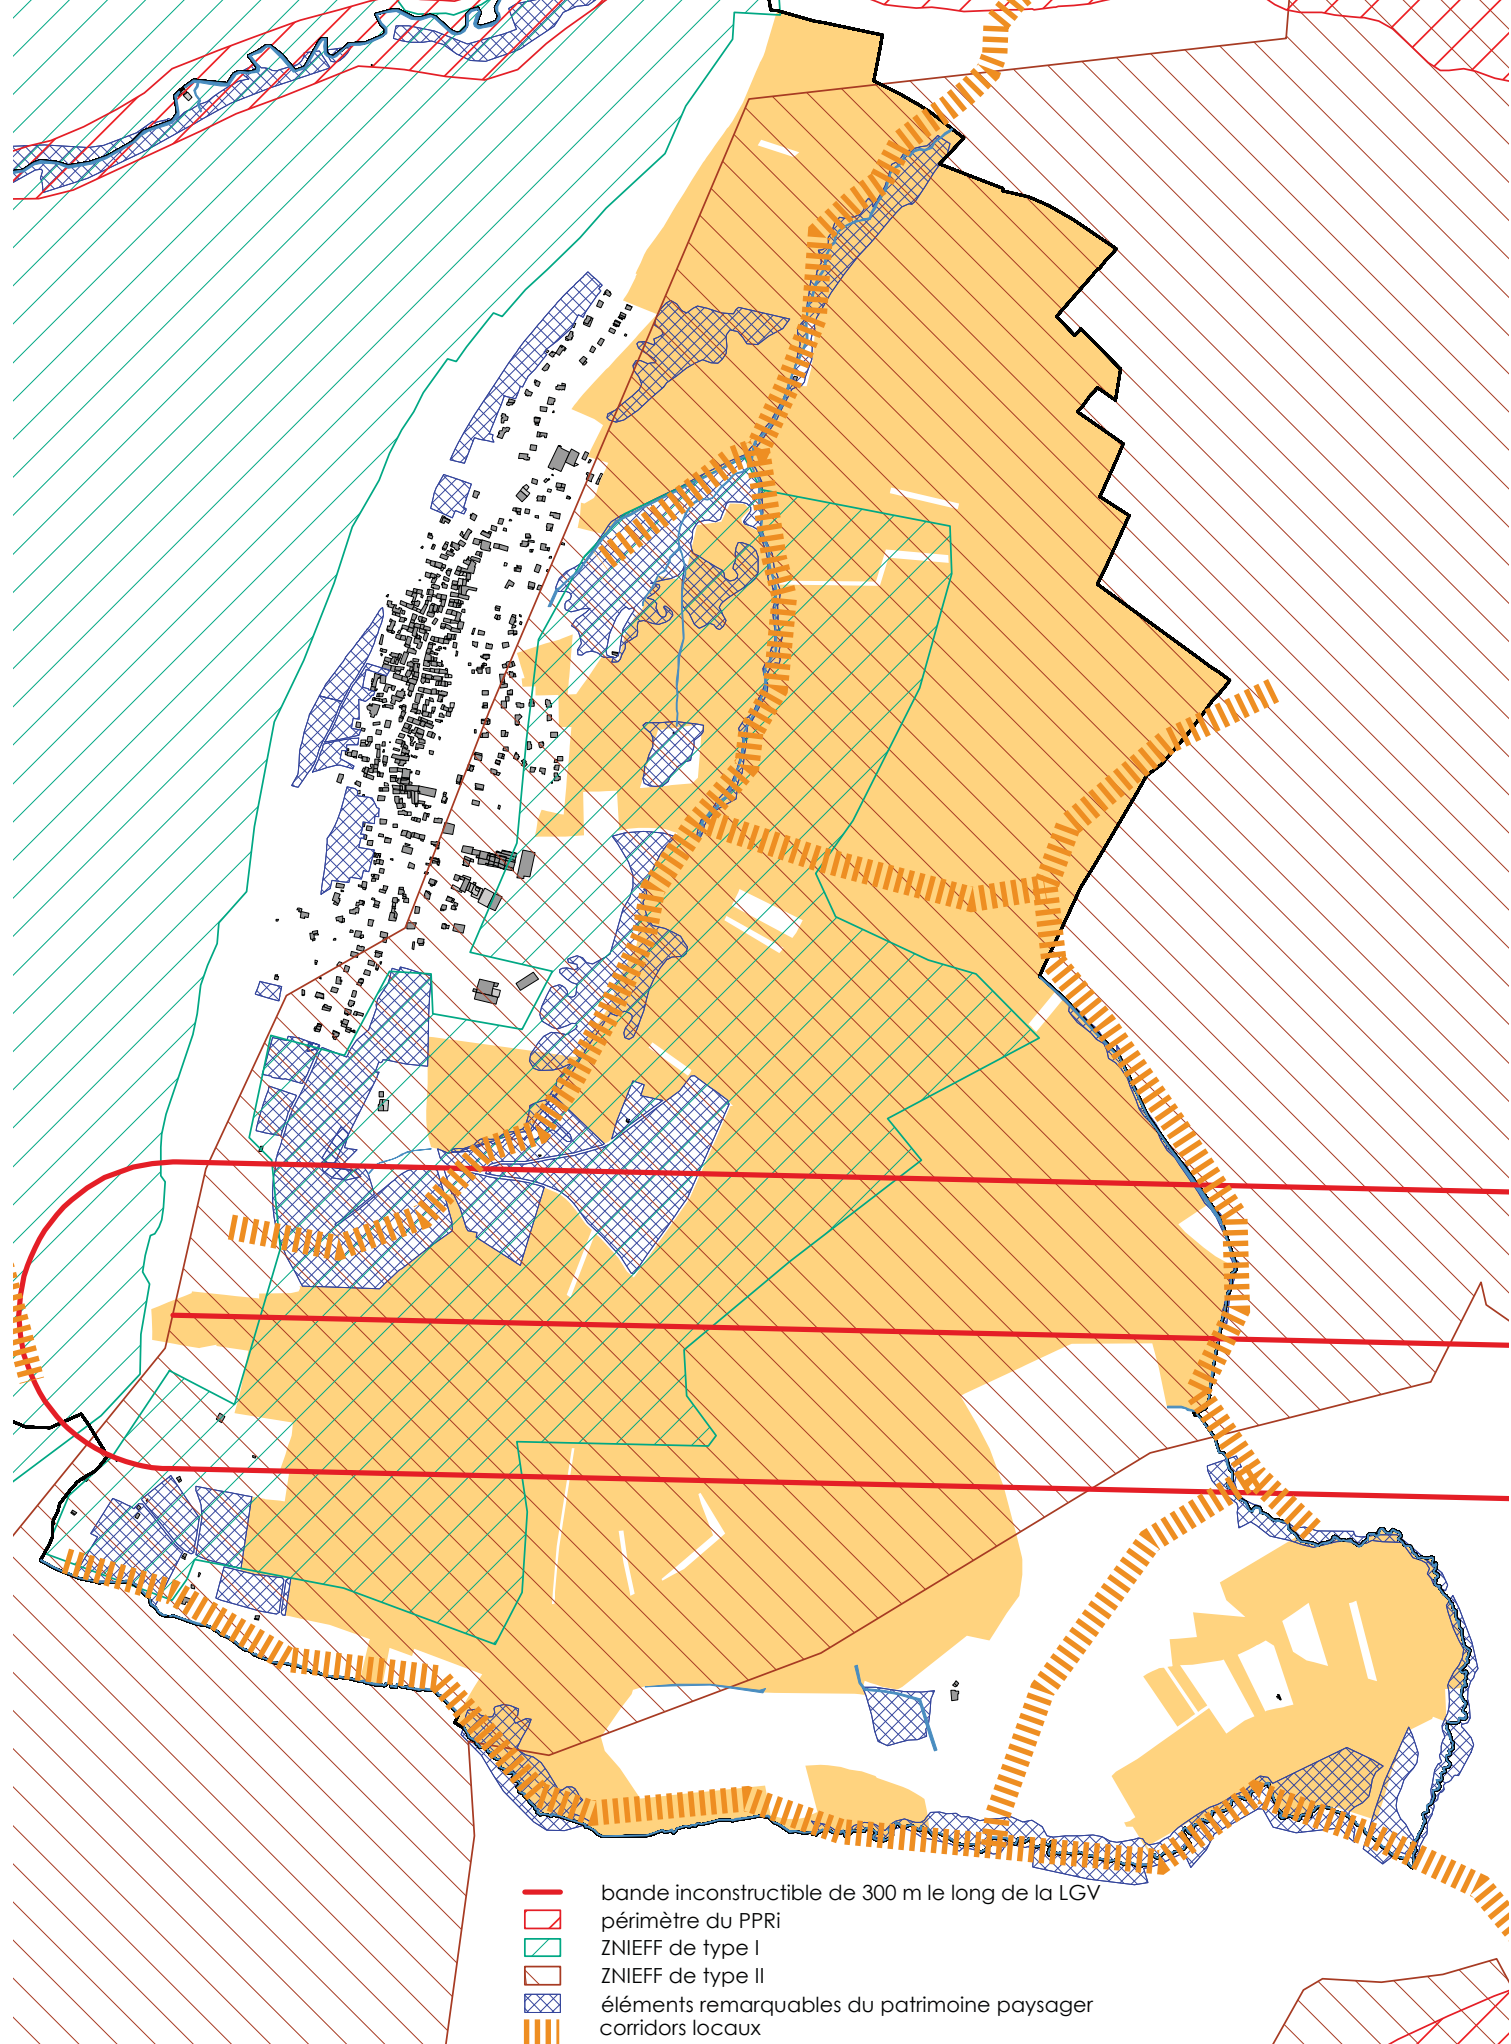 bande inconstructible de 300 m le long de la LGV
périmètre du PPRi
ZNIEFF de type I
ZNIEFF de type II
éléments remarquables du patrimoine paysager
corridors locaux